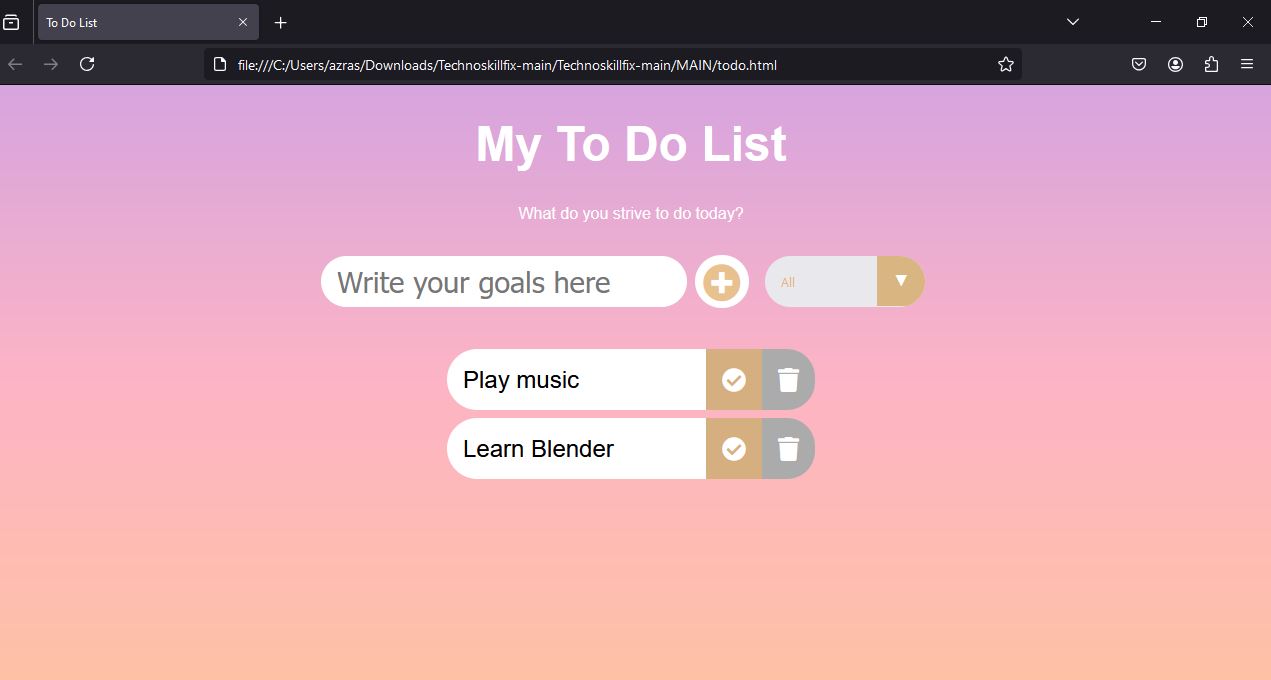 To Do List
file:///C:/Users/azras/Downloads/Technoskillfix-main/Technoskillfix-main/MAIN/todo.html
My To Do List
What do you strive to do today?
Write your goals here
All
Play music
Learn Blender